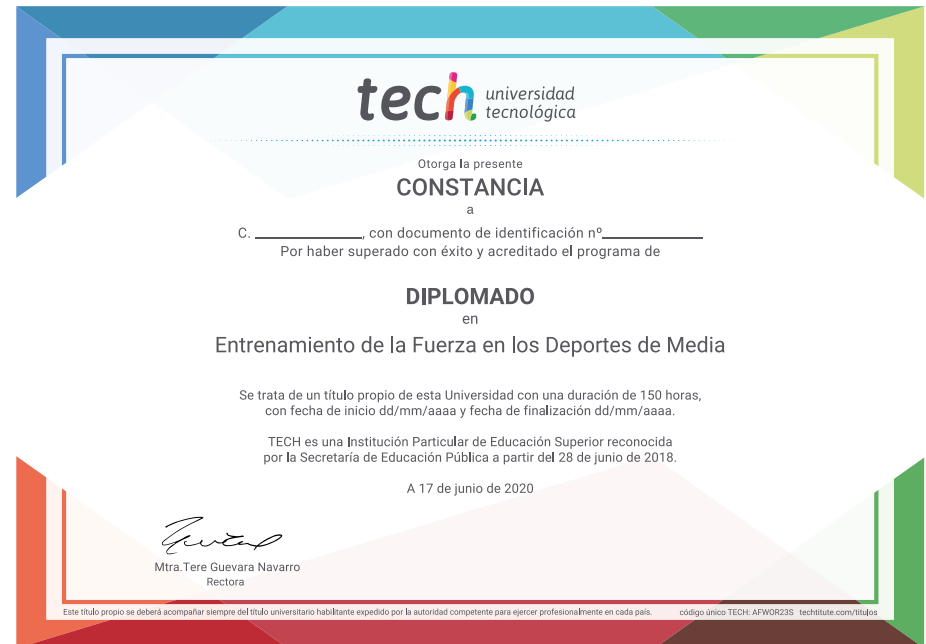 tech universidad
tecnológica
Otorga la presente
CONSTANCIA
a
C. ______________, con documento de identificación nº_____________
Por haber superado con éxito y acreditado el programa de
DIPLOMADO
en
Entrenamiento de la Fuerza en los Deportes de Media
Se trata de un título propio de esta Universidad con una duración de 150 horas,
con fecha de inicio dd/mm/aaaa y fecha de finalización dd/mm/aaaa.
TECH es una Institución Particular de Educación Superior reconocida
por la Secretaría de Educación Pública a partir del 28 de junio de 2018.
A 17 de junio de 2020
Mtra.Tere Guevara Navarro
Rectora
Este título propio se deberá acompañar siempre del título universitario habilitante expedido por la autoridad competente para ejercer profesionalmente en cada país. código único TECH: AFWOR23S techtitute.com/titulos